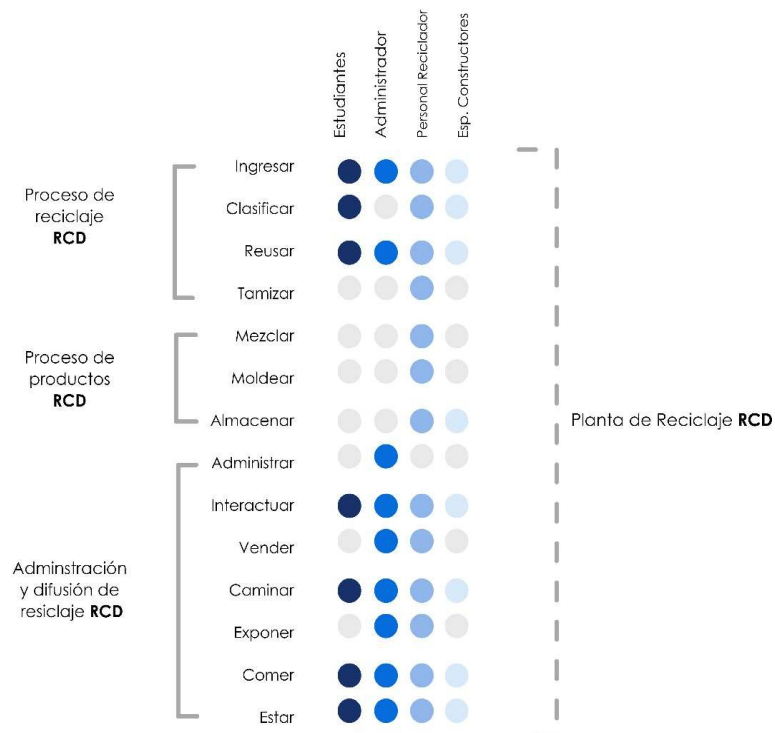 Estudiantes
Administrador
Personal Reciclador
Esp. Constructores
Proceso de
reciclaje
RCD
Ingresar
Clasificar
Reusar
Tamizar
Proceso de
productos
RCD
Mezclar
Moldear
Almacenar
Adminstración
y difusión de
resiclaje RCD
Administrar
Interactuar
Vender
Caminar
Exponer
Comer
Estar
Planta de Reciclaje RCD